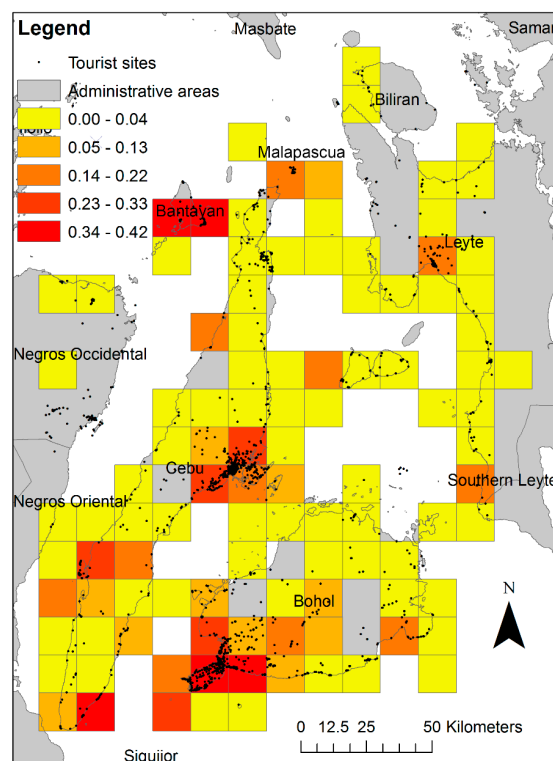 Legend
Masbate
Samar
Tourist sites
Administrative areas
0.00 - 0.04
0.05 - 0.13
0.14 - 0.22
0.23 - 0.33
0.34 - 0.42
Biliran
Malapascua
Bantayan
Leyte
Negros Occidental
Cebu
Southern Leyte
Negros Oriental
Bohol
N
0 12.5 25 50 Kilometers
Siquijor